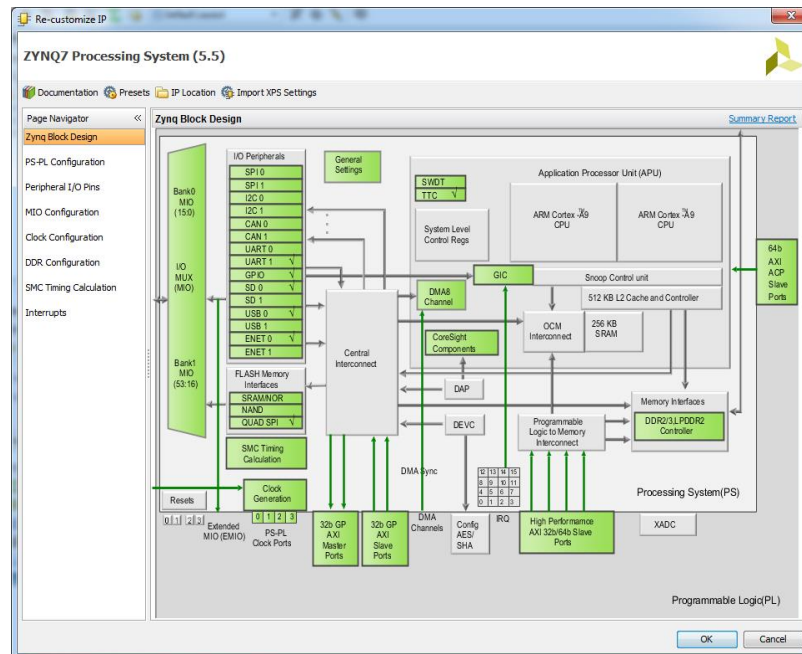 Re-customize IP
ZYNQ7 Processing System (5.5)
Documentation Presets IP Location Import XPS Settings
Page Navigator «
Zynq Block Design
PS-PL Configuration
Peripheral I/O Pins
MIO Configuration
Clock Configuration
DDR Configuration
SMC Timing Calculation
Interrupts
Zynq Block Design
Summary Report
Bank0
MIO
(15:0)
I/O
MUX
(MIO)
Bank1
MIO
(53:16)
I/O Peripherals
SPI 0
SPI 1
I2C 0
I2C 1
CAN 0
CAN 1
UART 0
UART 1 √
GPIO √
SD 0 √
SD 1
USB 0 √
USB 1
ENET 0 √
ENET 1
FLASH Memory
Interfaces
SRAM/NOR
NAND
QUAD SPI √
SMC Timing
Calculation
General
Settings
Application Processor Unit (APU)
SWDT
TTC √
System Level
Control Regs
ARM Cortex -A9
CPU
ARM Cortex -A9
CPU
GIC
Snoop Control unit
512 KB L2 Cache and Controller
DMA8
Channel
OCM
Interconnect
256 KB
SRAM
CoreSight
Components
Central
Interconnect
DAP
DEVC
Programmable
Logic to Memory
Interconnect
Memory Interfaces
DDR2/3,LPDDR2
Controller
64b
AXI
ACP
Slave
Ports
DMA Sync
12 13 14 15
8 9 10 11
4 5 6 7
0 1 2 3
Processing System(PS)
Clock
Generation
Resets
0 1 2 3
0 1 2 3
Extended
MIO (EMIO)
PS-PL
Clock Ports
32b GP
AXI
Master
Ports
32b GP
AXI
Slave
Ports
DMA
Channels
Config
AES/
SHA
IRQ
High Performance
AXI 32b/64b Slave
Ports
XADC
Programmable Logic(PL)
OK Cancel